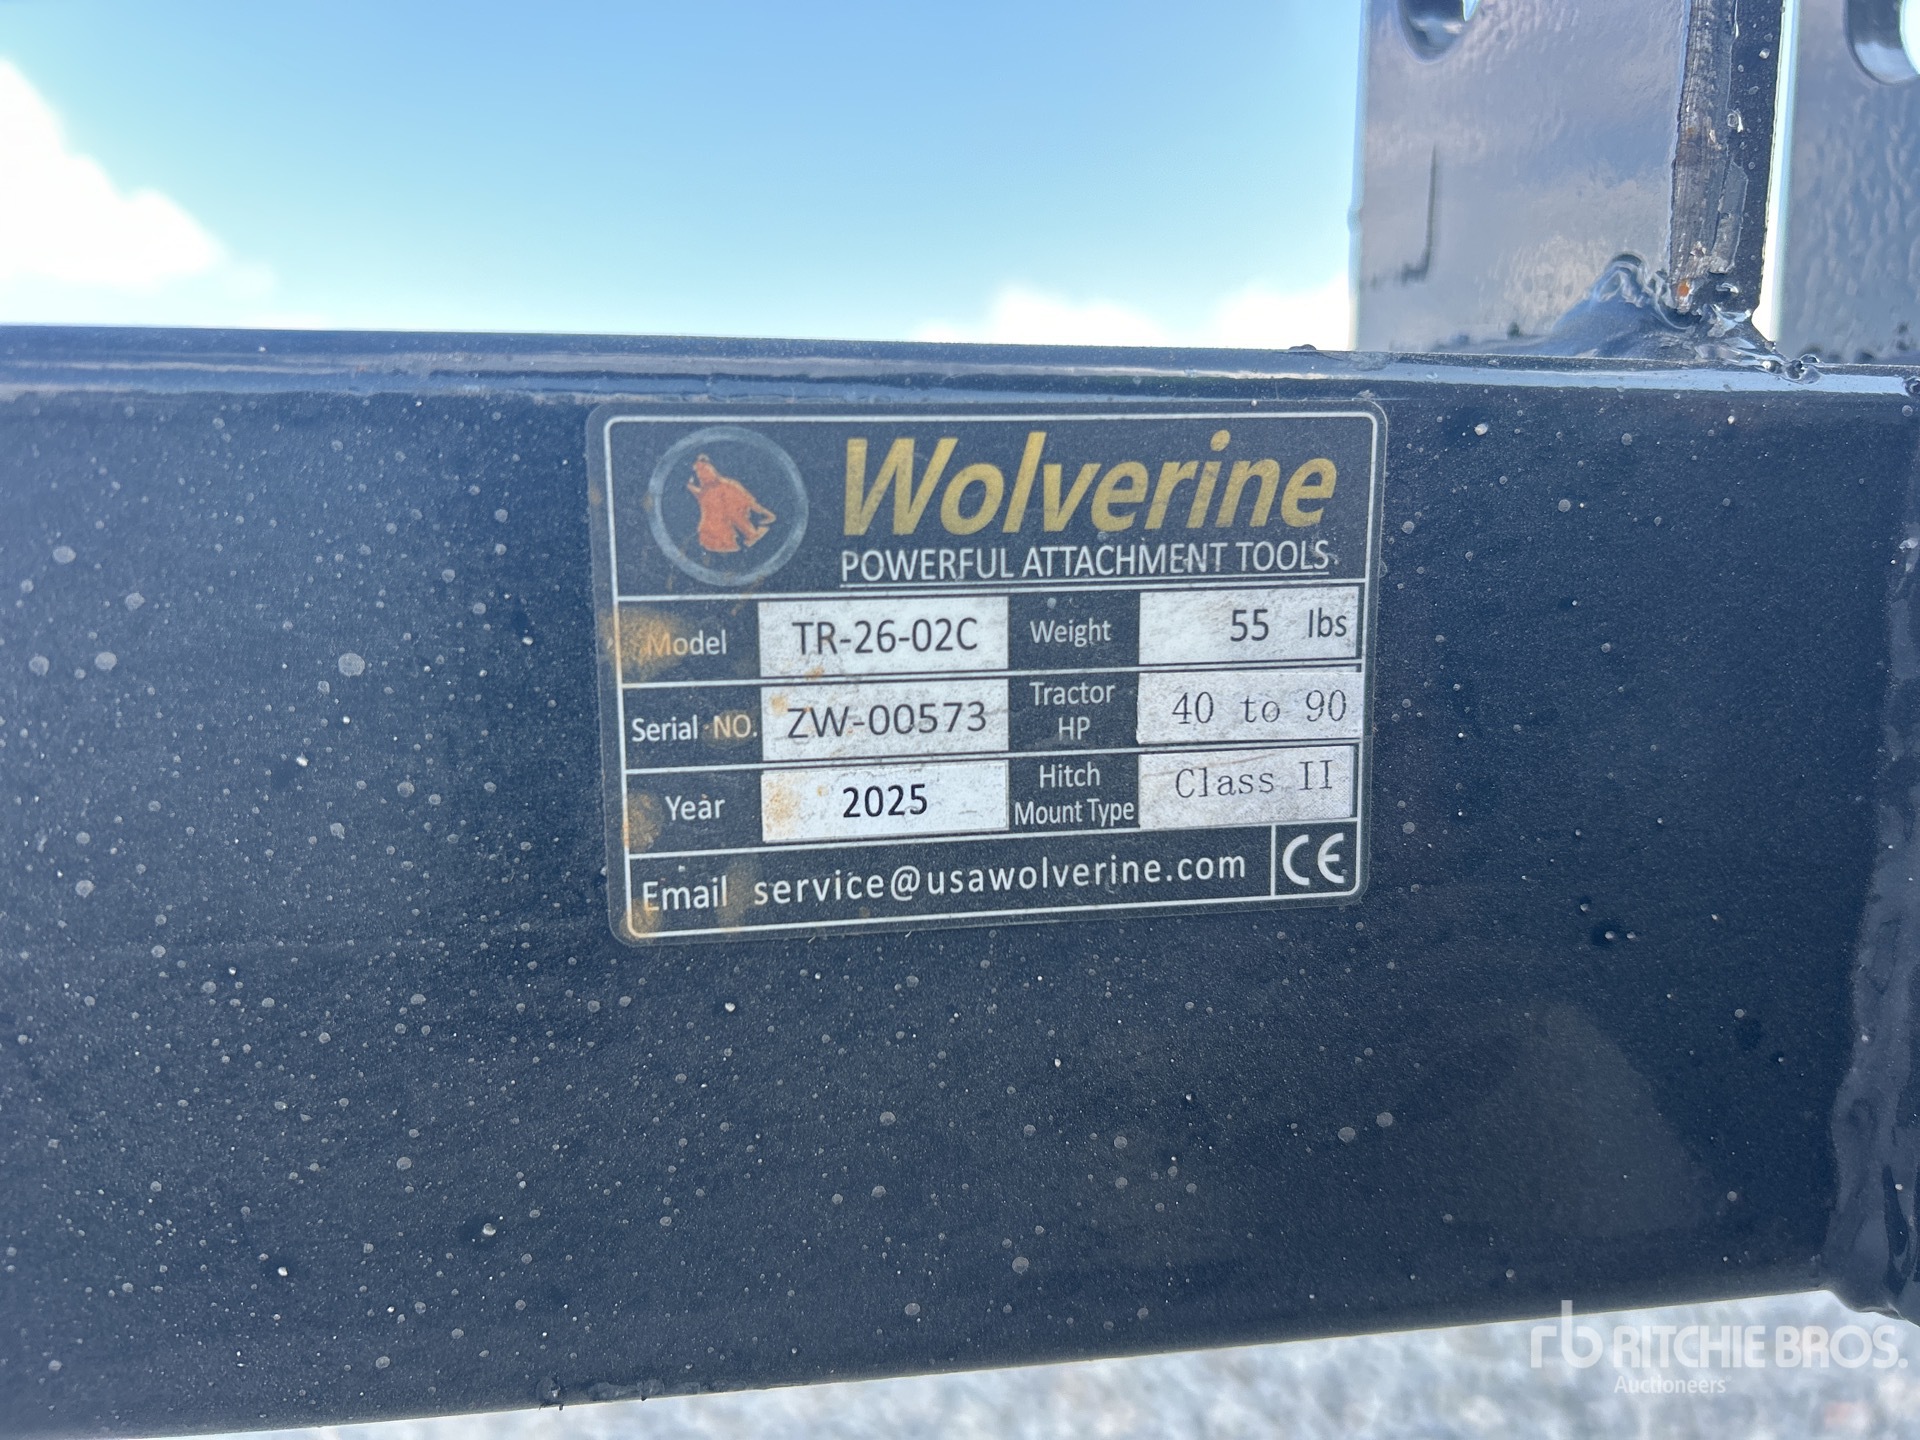 Wolverine
POWERFUL ATTACHMENT TOOLS
Model TR-26-02C Weight 55 lbs
Serial NO. ZW-00573 Tractor HP 40 to 90
Year 2025 Hitch Mount Type Class II
Email service@usawolverine.com CE
rb RITCHIE BROS.
Auctioneers